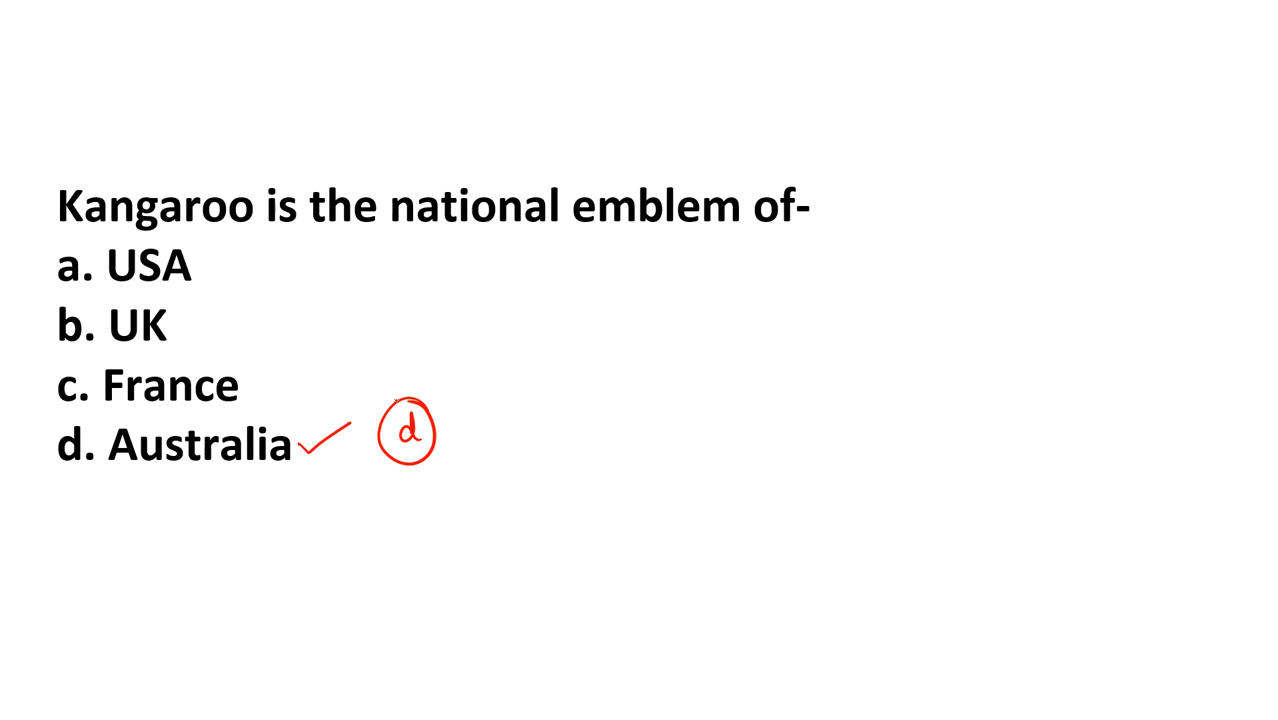 Kangaroo is the national emblem of-
a. USA
b. UK
c. France
d. Australia d